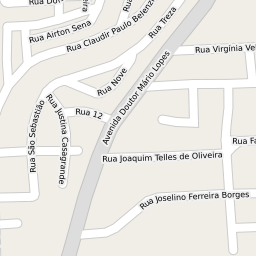 Rua Airton Sena
Rua Claudir Paulo Belenzi
Rua Treza
Rua Virgínia Ve
Rua Nove
Avenida Doutor Mário Lopes
Rua 12
Rua Justina Casagrande
Rua São Sebastião
Rua Fa
Rua Joaquim Telles de Oliveira
Rua Joselino Ferreira Borges